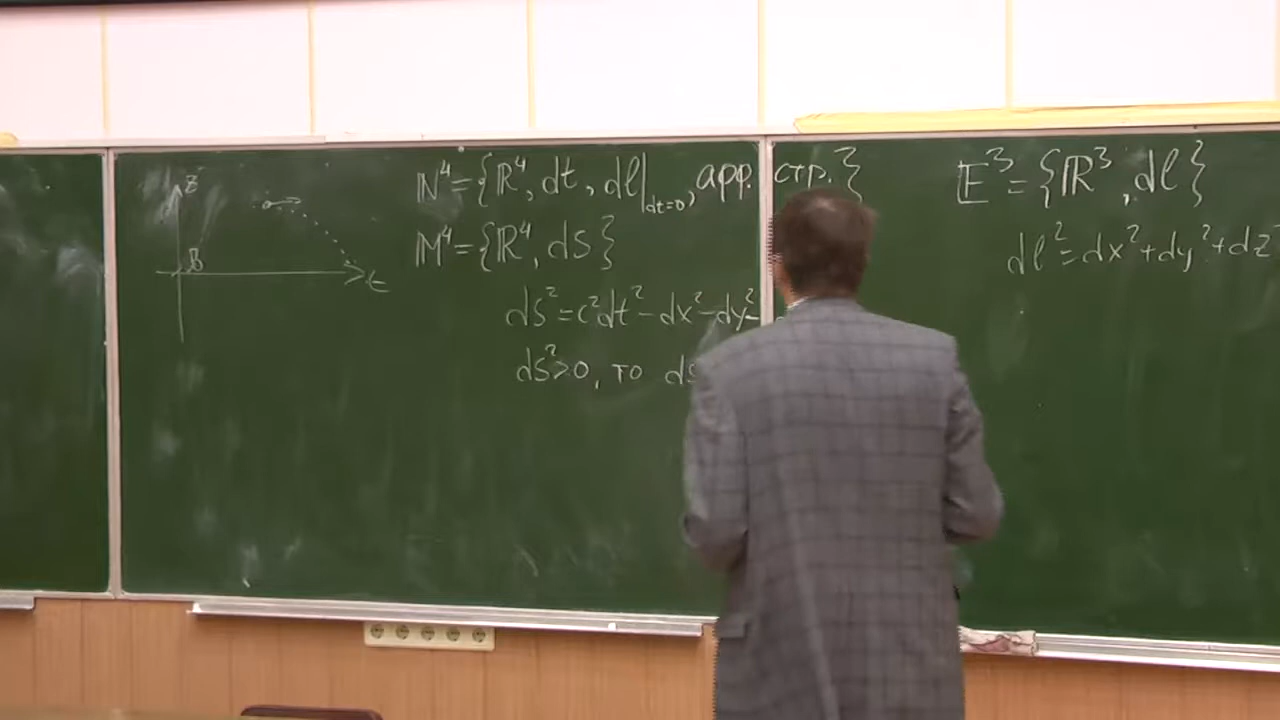 z
t
ℕ⁴={ℝ⁴, dt, dl|dt=0, арр. стр.}
𝕄⁴={ℝ⁴, ds}
ds²=c²dt²-dx²-dy²-
ds²>0, то ds
𝔼³={ℝ³, dl}
dl²=dx²+dy²+dz²